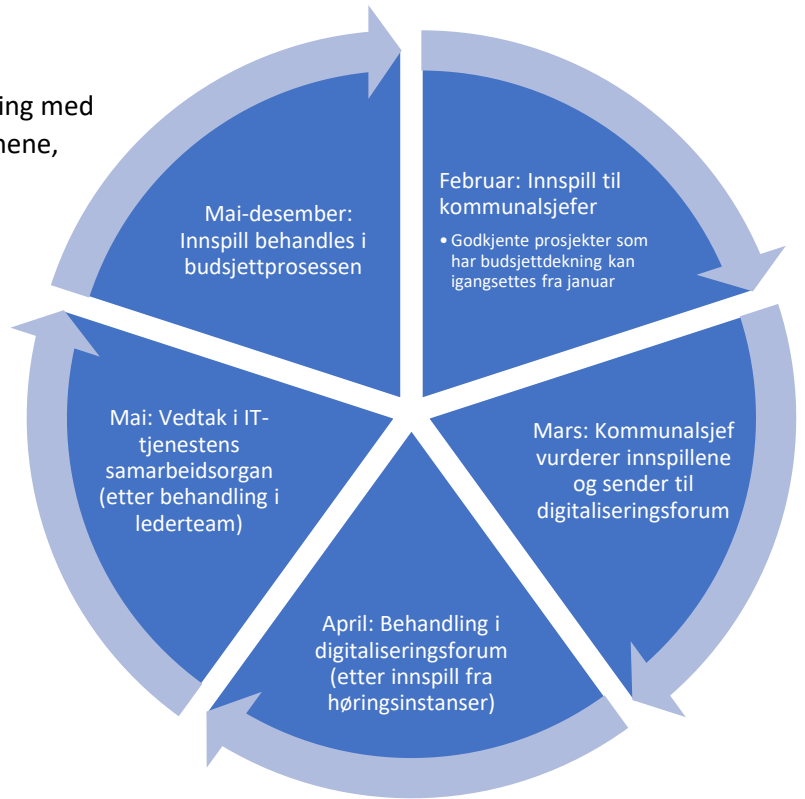 ing med
nene,
Februar: Innspill til
kommunalsjefer
• Godkjente prosjekter som
har budsjettdekning kan
igangsettes fra januar
Mars: Kommunalsjef
vurderer innspillene
og sender til
digitaliseringsforum
April: Behandling i
digitaliseringsforum
(etter innspill fra
høringsinstanser)
Mai: Vedtak i IT-
tjenestens
samarbeidsorgan
(etter behandling i
lederteam)
Mai-desember:
Innspill behandles i
budsjettprosessen